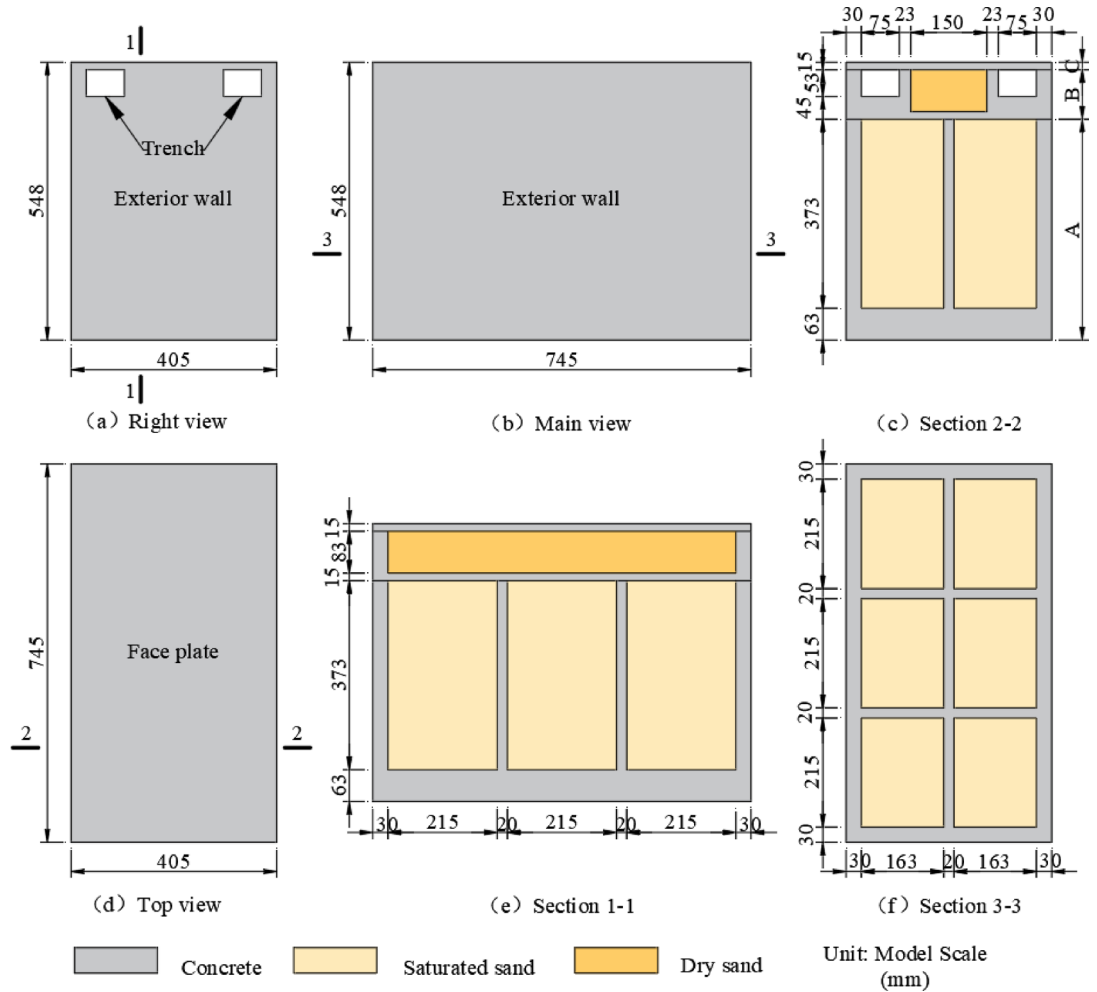 1
548
Trench
Exterior wall
405
1
(a) Right view
548
Exterior wall
3
3
745
(b) Main view
30
75
23
150
23
75
30
15
53
45
373
63
C
B
A
(c) Section 2-2
745
Face plate
2
2
405
(d) Top view
15
83
15
373
63
30
215
20
215
20
215
30
(e) Section 1-1
30
215
20
215
20
215
30
30
163
20
163
30
(f) Section 3-3
Concrete
Saturated sand
Dry sand
Unit: Model Scale
(mm)